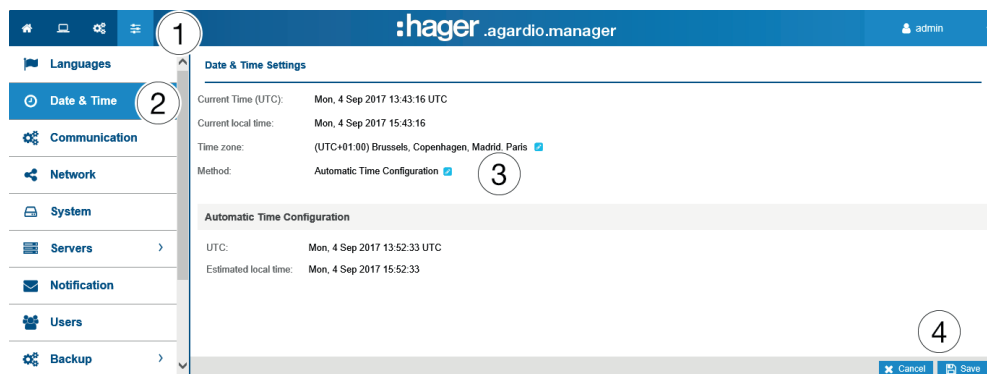 1
:hager .agardio.manager
admin
Languages
2
Date & Time
Communication
Network
System
Servers
Notification
Users
Backup
Date & Time Settings
Current Time (UTC): Mon, 4 Sep 2017 13:43:16 UTC
Current local time: Mon, 4 Sep 2017 15:43:16
Time zone: (UTC+01:00) Brussels, Copenhagen, Madrid. Paris
Method: Automatic Time Configuration
3
Automatic Time Configuration
UTC: Mon, 4 Sep 2017 13:52:33 UTC
Estimated local time: Mon, 4 Sep 2017 15:52:33
4
Cancel Save